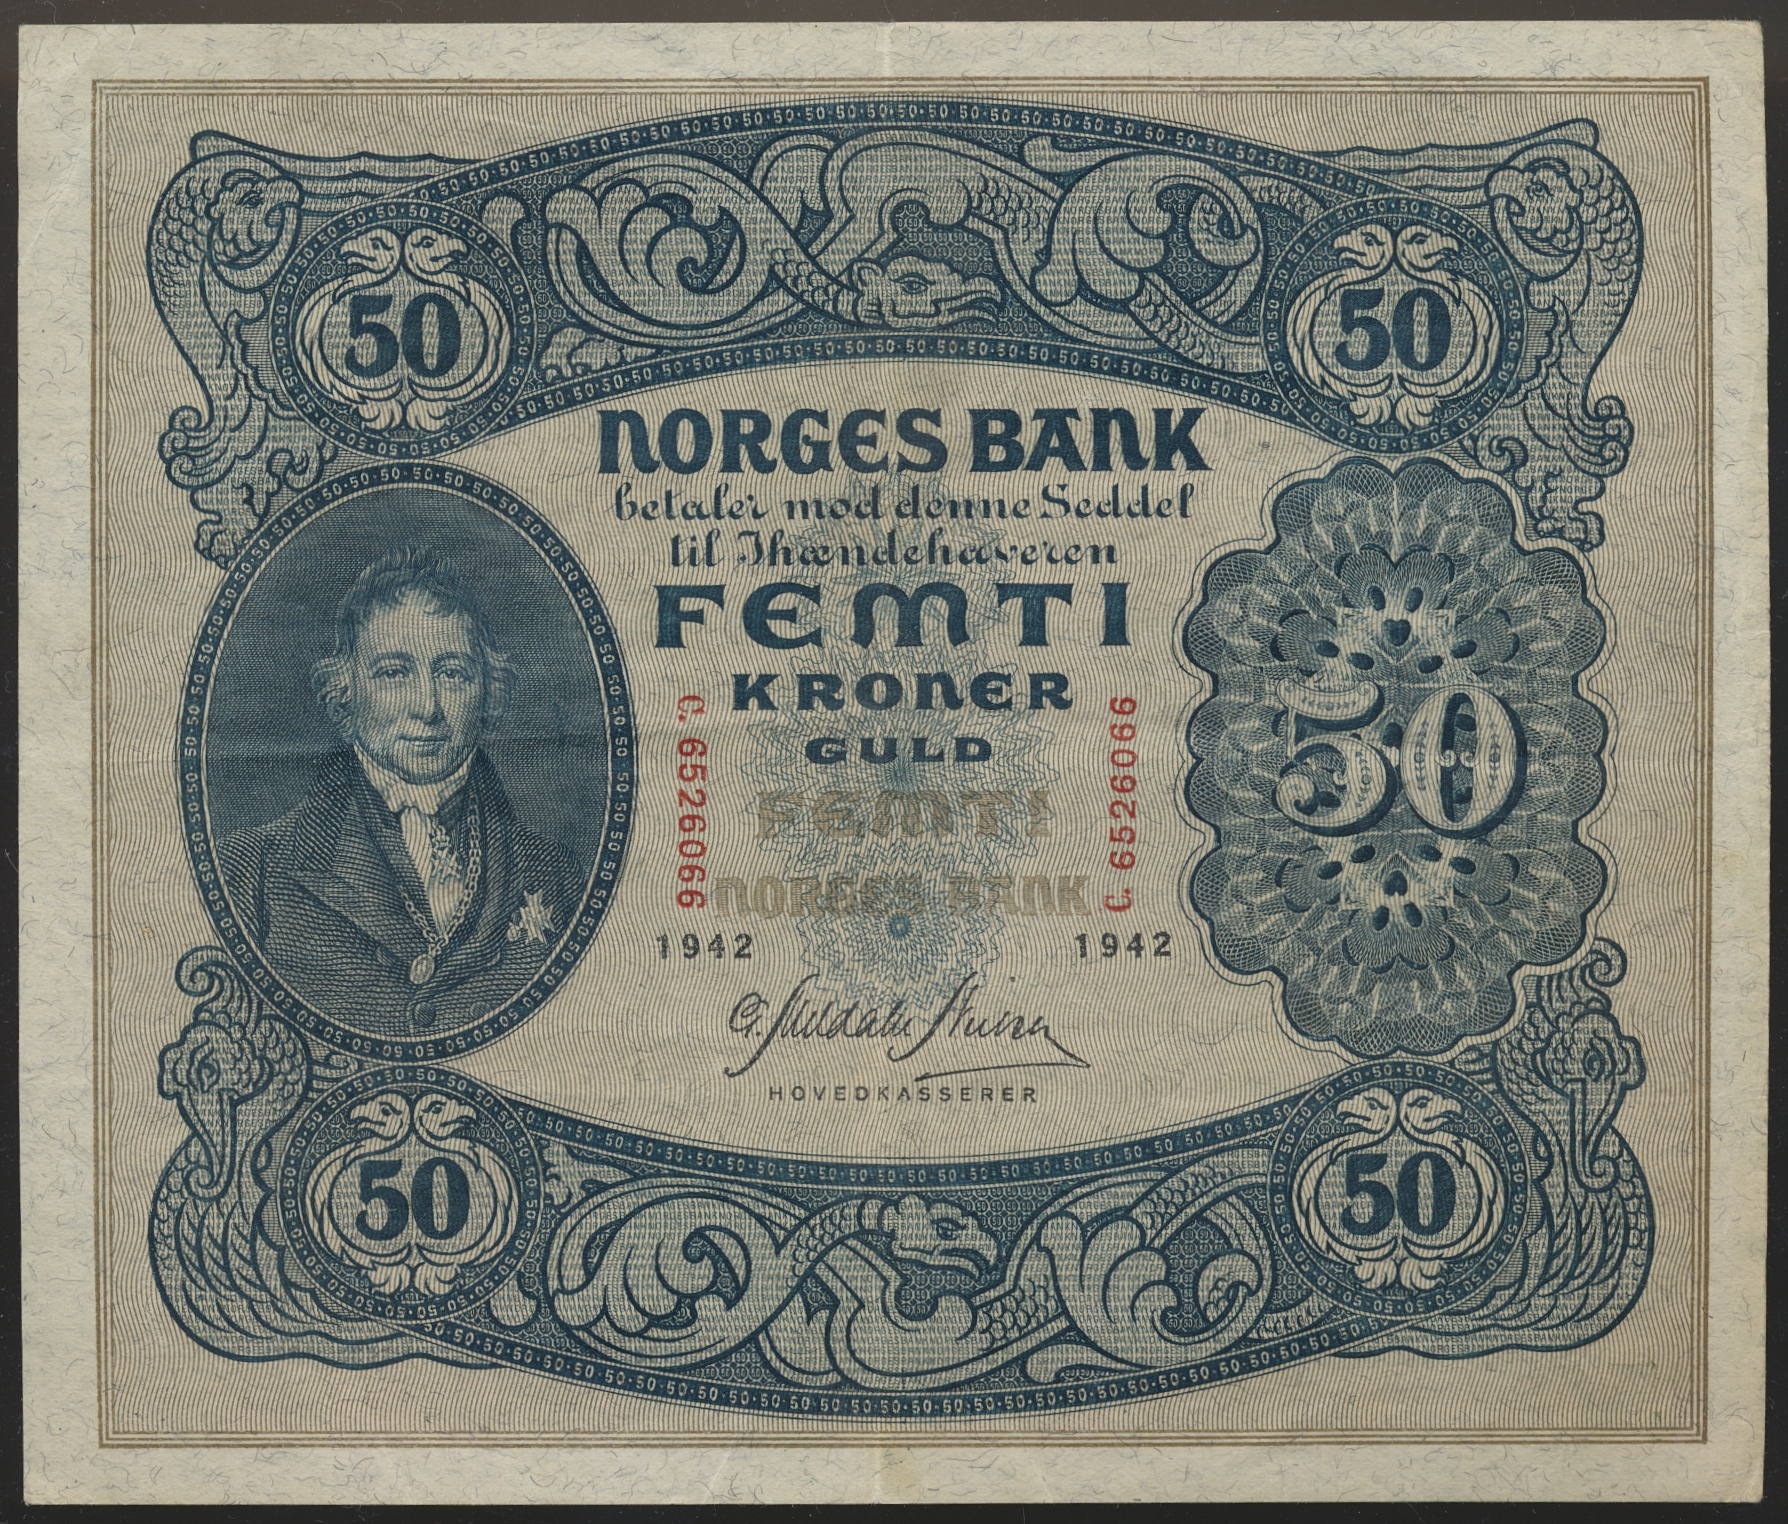 50
50
NORGES BANK
betaler mod denne Seddel
til Ihændehaveren
FEMTI
KRONER
GULD
C. 6526066
C. 6526066
50
FEMTI
NORGES BANK
1942
1942
HOVEDKASSERER
50
50